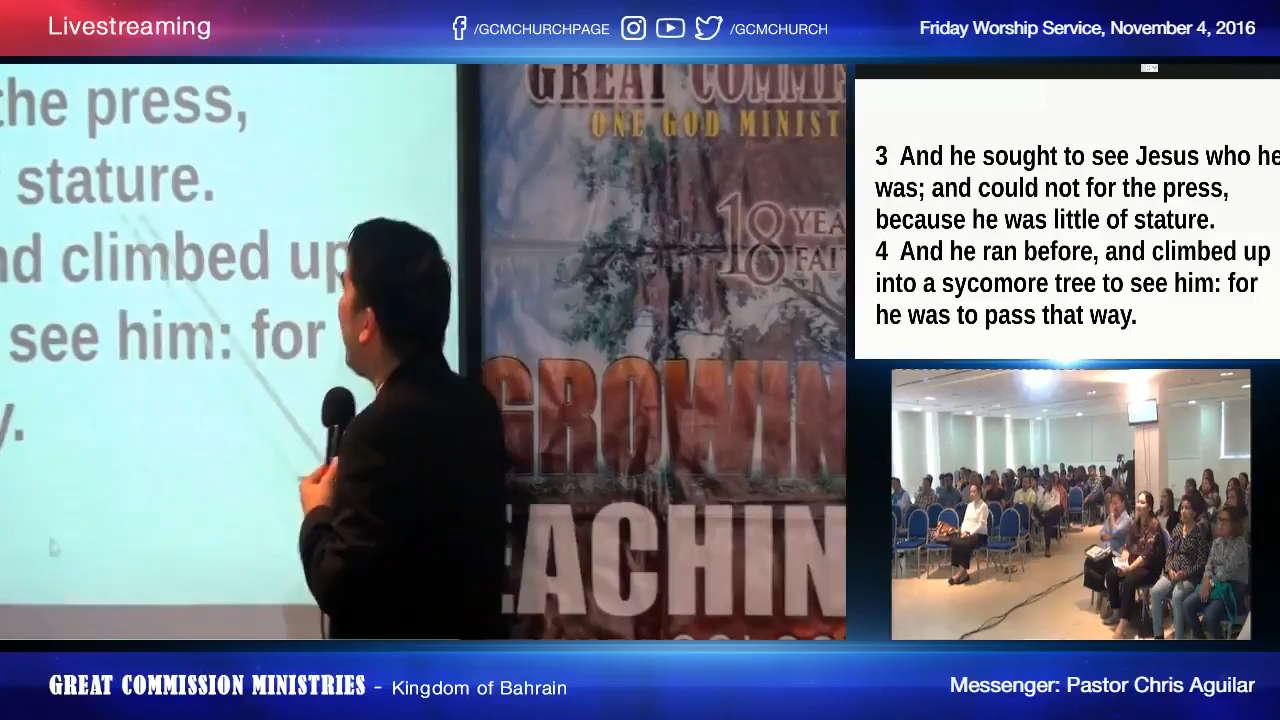 Livestreaming
/GCMCHURCHPAGE
/GCMCHURCH
Friday Worship Service, November 4, 2016
the press,
stature.
climbed up
see him: for
y.
GREAT COMMIS
ONE GOD MINIST
18 YEA
FAI
GROWIN
EACHIN
3 And he sought to see Jesus who he
was; and could not for the press,
because he was little of stature.
4 And he ran before, and climbed up
into a sycomore tree to see him: for
he was to pass that way.
GREAT COMMISSION MINISTRIES - Kingdom of Bahrain
Messenger: Pastor Chris Aguilar